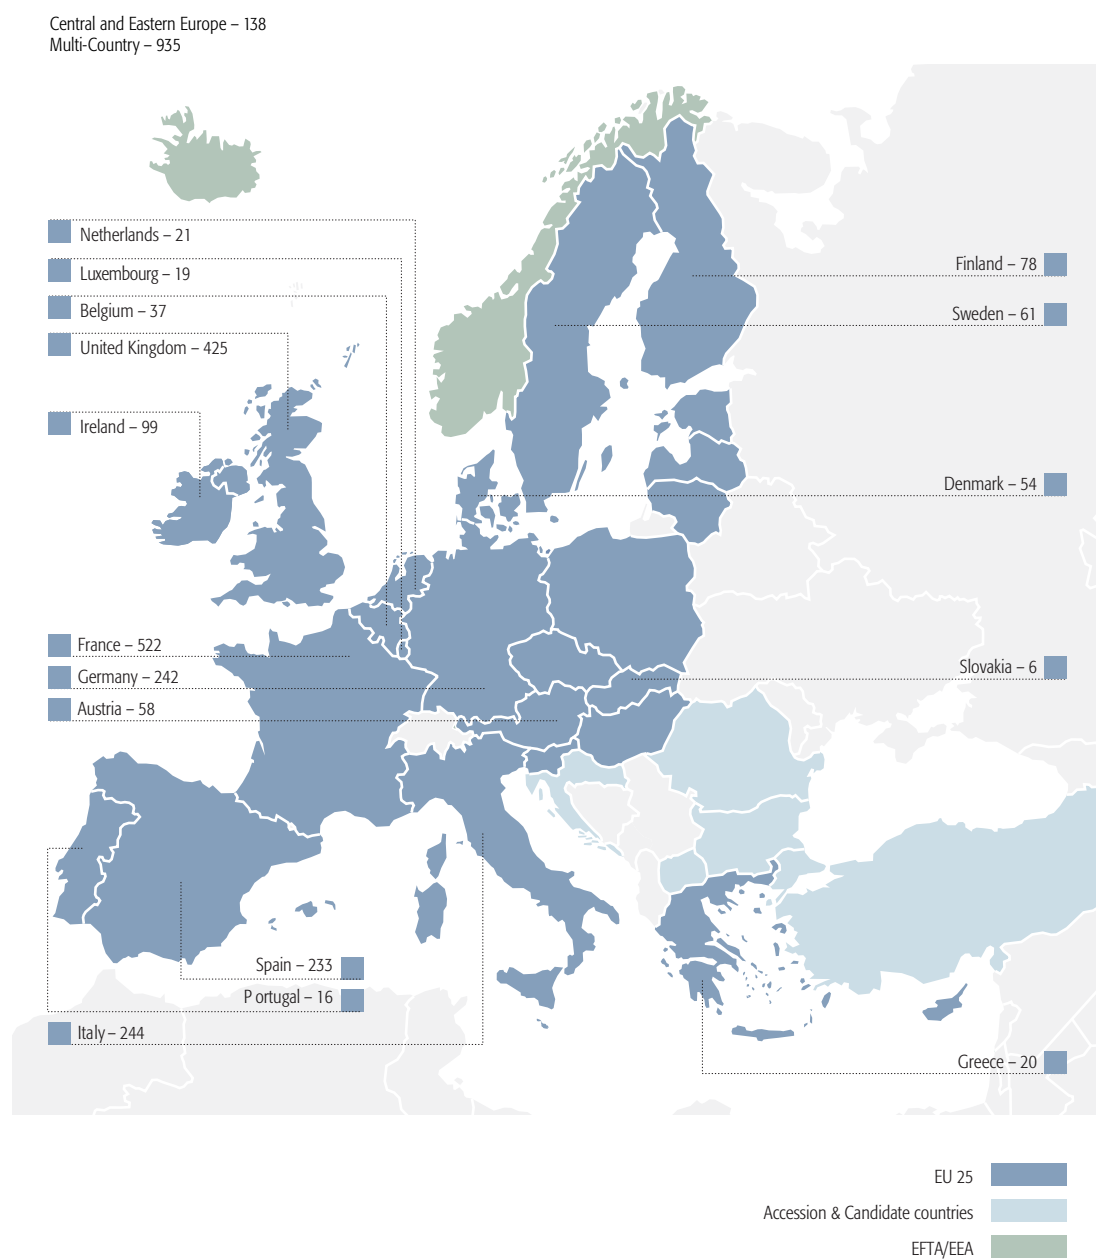 Central and Eastern Europe – 138
Multi-Country – 935
Netherlands – 21
Luxembourg – 19
Belgium – 37
United Kingdom – 425
Ireland – 99
Finland – 78
Sweden – 61
Denmark – 54
France – 522
Germany – 242
Austria – 58
Slovakia – 6
Spain – 233
P ortugal – 16
Italy – 244
Greece – 20
EU 25
Accession & Candidate countries
EFTA/EEA